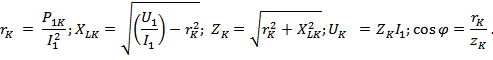 r_K = P_{1K} / I_1^2 ; X_{LK} = √((U_1 / I_1) − r_K^2) ; Z_K = √(r_K^2 + X_{LK}^2) ; U_K = Z_K I_1 ; cos φ = r_K / z_K .